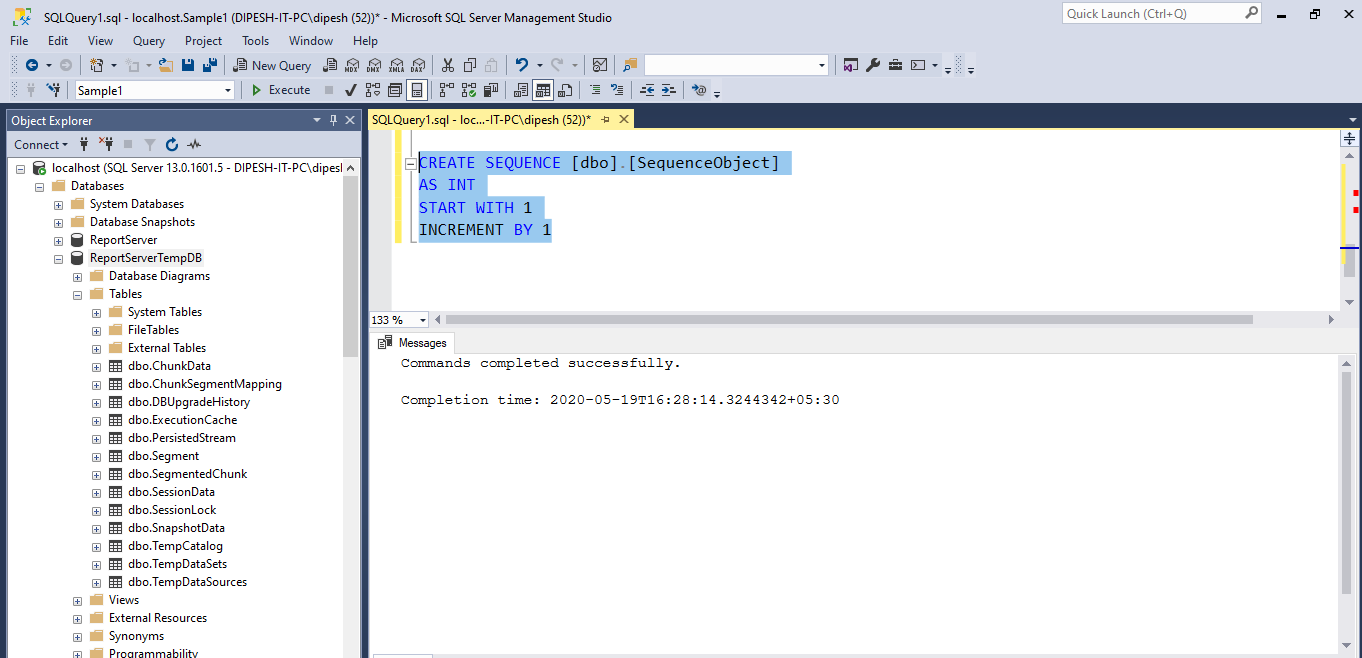 SQLQuery1.sql - localhost.Sample1 (DIPESH-IT-PC\dipesh (52))* - Microsoft SQL Server Management Studio
Quick Launch (Ctrl+Q)
File Edit View Query Project Tools Window Help
New Query MDX DMX XMLA DAX
Sample1 Execute
Object Explorer
Connect
localhost (SQL Server 13.0.1601.5 - DIPESH-IT-PC\dipesl
Databases
System Databases
Database Snapshots
ReportServer
ReportServerTempDB
Database Diagrams
Tables
System Tables
FileTables
External Tables
dbo.ChunkData
dbo.ChunkSegmentMapping
dbo.DBUpgradeHistory
dbo.ExecutionCache
dbo.PersistedStream
dbo.Segment
dbo.SegmentedChunk
dbo.SessionData
dbo.SessionLock
dbo.SnapshotData
dbo.TempCatalog
dbo.TempDataSets
dbo.TempDataSources
Views
External Resources
Synonyms
Programmability
SQLQuery1.sql - loc...-IT-PC\dipesh (52))*
CREATE SEQUENCE [dbo].[SequenceObject]
AS INT
START WITH 1
INCREMENT BY 1
133 %
Messages
Commands completed successfully.
Completion time: 2020-05-19T16:28:14.3244342+05:30